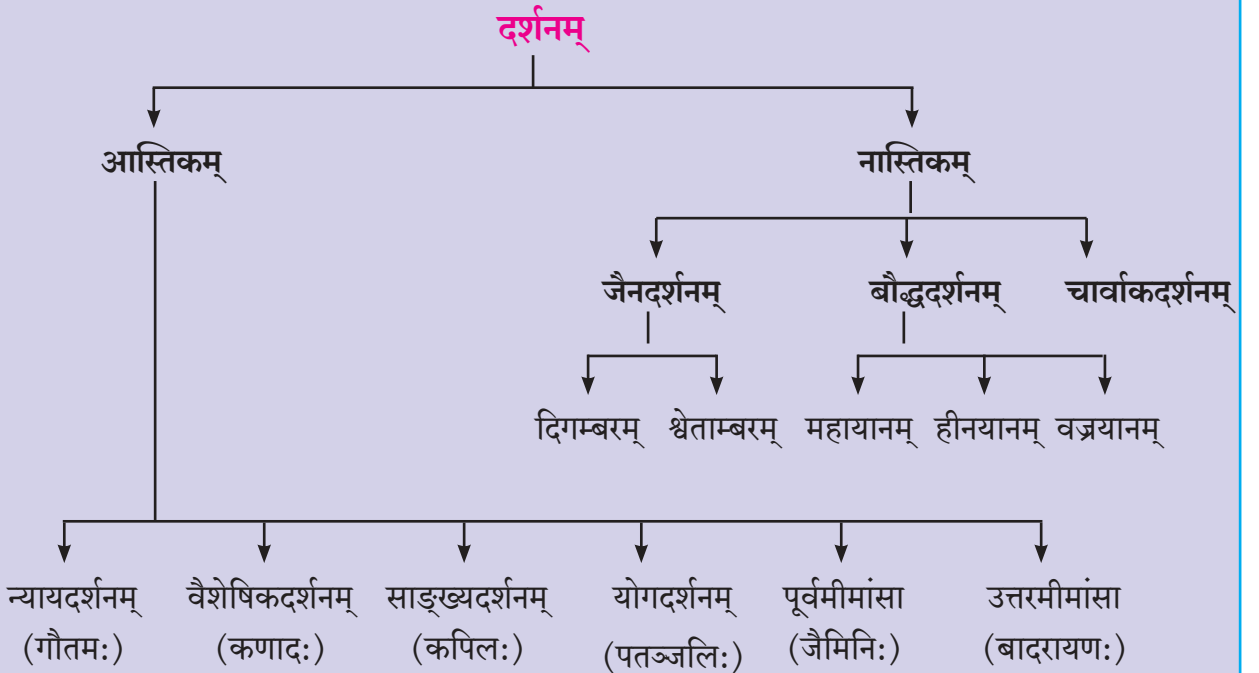 दर्शनम्
आस्तिकम् नास्तिकम्
जैनदर्शनम् बौद्धदर्शनम् चार्वाकदर्शनम्
दिगम्बरम् श्वेताम्बरम् महायानम् हीनयानम् वज्रयानम्
न्यायदर्शनम् वैशेषिकदर्शनम् साङ्ख्यदर्शनम् योगदर्शनम् पूर्वमीमांसा उत्तरमीमांसा
(गौतम:) (कणाद:) (कपिल:) (पतञ्जलि:) (जैमिनि:) (बादरायण:)